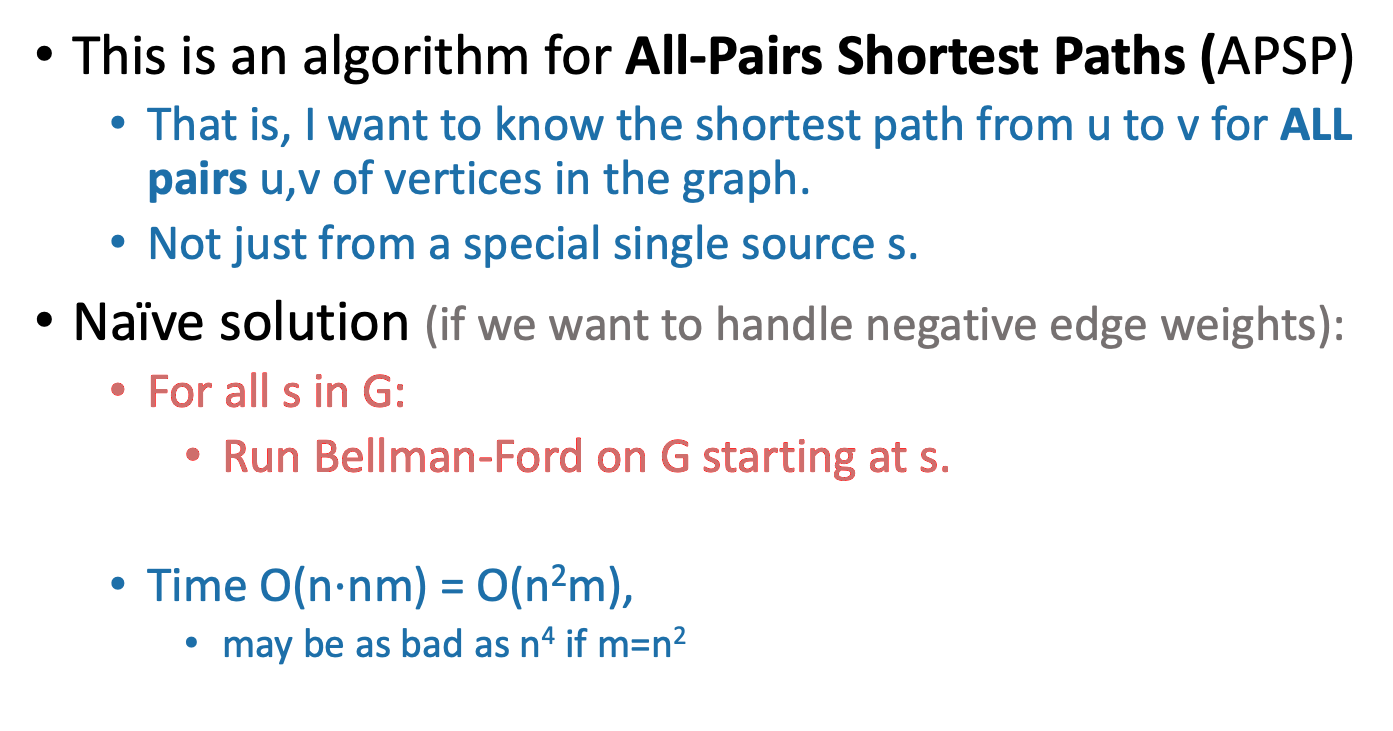 • This is an algorithm for All-Pairs Shortest Paths (APSP)
• That is, I want to know the shortest path from u to v for ALL
pairs u,v of vertices in the graph.
• Not just from a special single source s.
• Naïve solution (if we want to handle negative edge weights):
• For all s in G:
• Run Bellman-Ford on G starting at s.
• Time O(n·nm) = O(n²m),
• may be as bad as n⁴ if m=n²